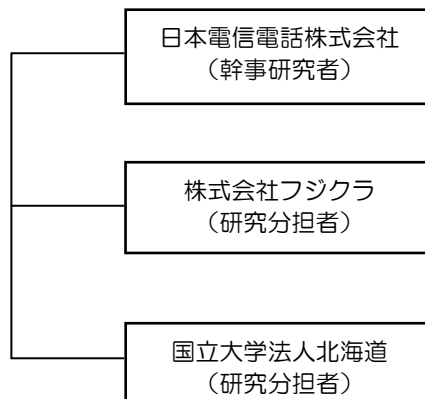 日本電信電話株式会社
（幹事研究者）
株式会社フジクラ
（研究分担者）
国立大学法人北海道
（研究分担者）